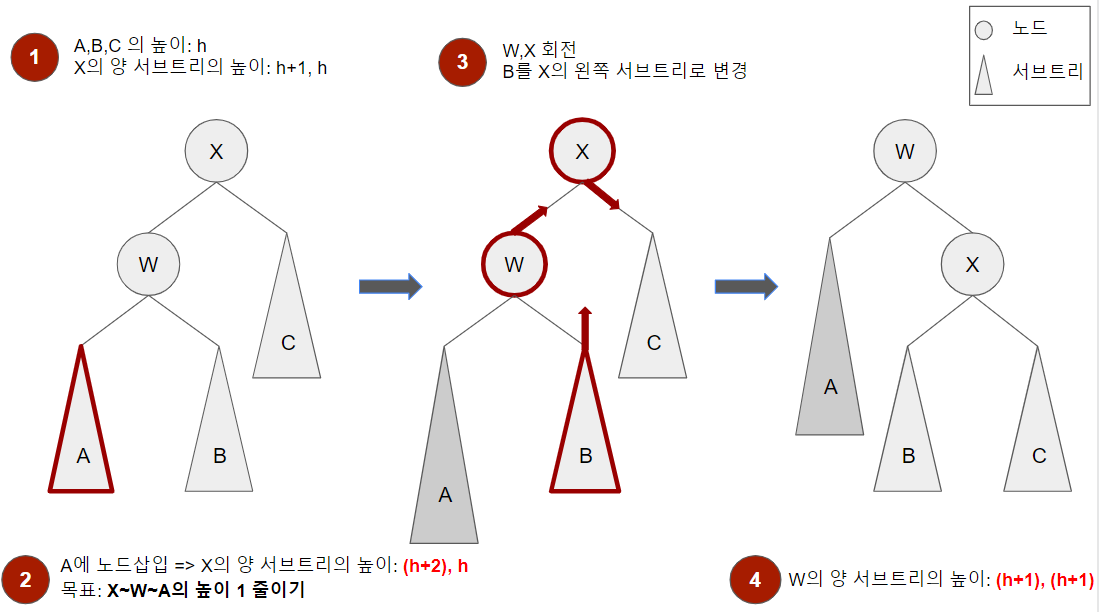 1
A,B,C 의 높이: h
X의 양 서브트리의 높이: h+1, h
3
W,X 회전
B를 X의 왼쪽 서브트리로 변경
노드
서브트리
X
W
C
A
B
X
W
C
B
A
W
X
A
B
C
2
A에 노드삽입 => X의 양 서브트리의 높이: (h+2), h
목표: X~W~A의 높이 1 줄이기
4
W의 양 서브트리의 높이: (h+1), (h+1)